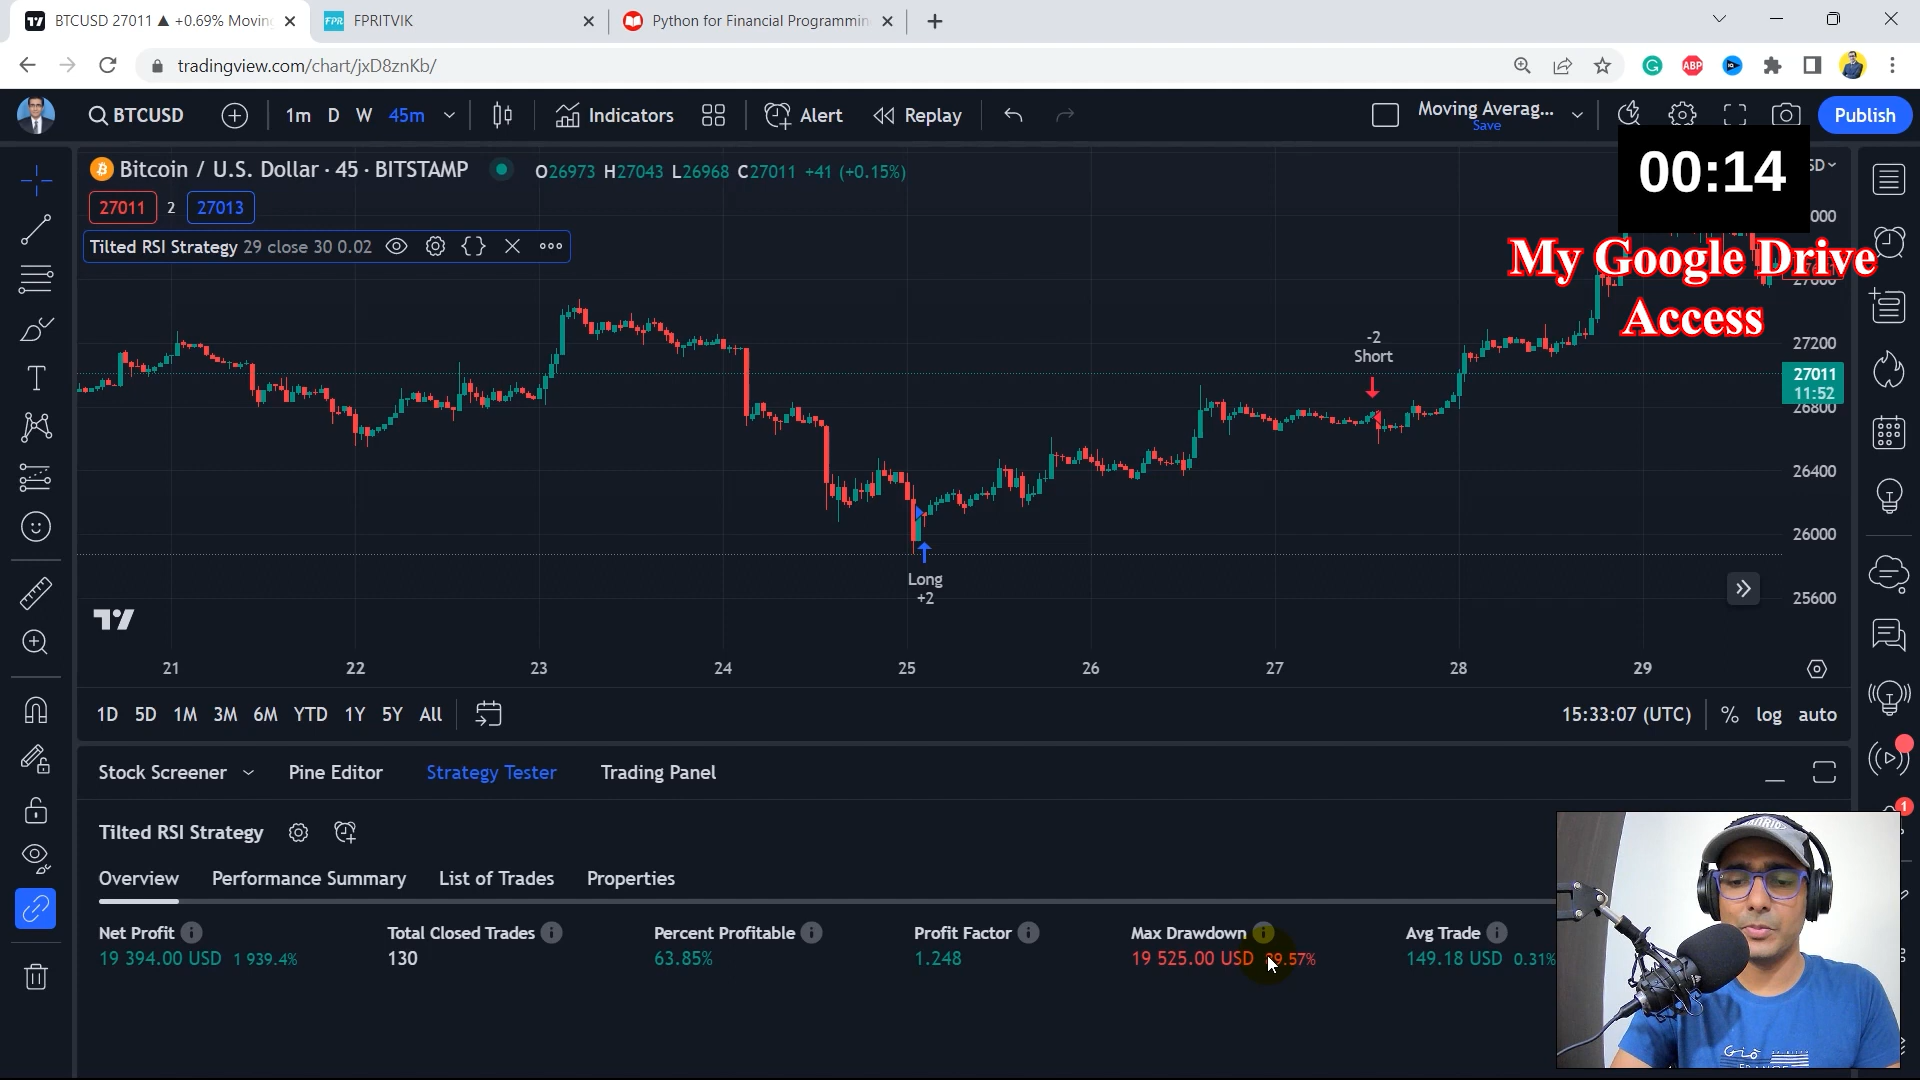 BTCUSD 27011 ▲ +0.69% Movin
FPR FPRITVIK
Python for Financial Programmin
tradingview.com/chart/jxD8znKb/
ABP
BTCUSD
1m D W 45m
Indicators
Alert
Replay
Moving Averag...
Save
Publish
Bitcoin / U.S. Dollar · 45 · BITSTAMP
O26973 H27043 L26968 C27011 +41 (+0.15%)
27011 2 27013
Tilted RSI Strategy 29 close 30 0.02
00:14
My Google Drive
Access
-2
Short
27200
27011
11:52
26800
26400
26000
25600
Long
+2
21 22 23 24 25 26 27 28 29
1D 5D 1M 3M 6M YTD 1Y 5Y All
15:33:07 (UTC) % log auto
Stock Screener Pine Editor Strategy Tester Trading Panel
1
Tilted RSI Strategy
Overview Performance Summary List of Trades Properties
Net Profit Total Closed Trades Percent Profitable Profit Factor Max Drawdown Avg Trade
19 394.00 USD 1 939.4% 130 63.85% 1.248 19 525.00 USD 149.18 USD 0.31%
Giò